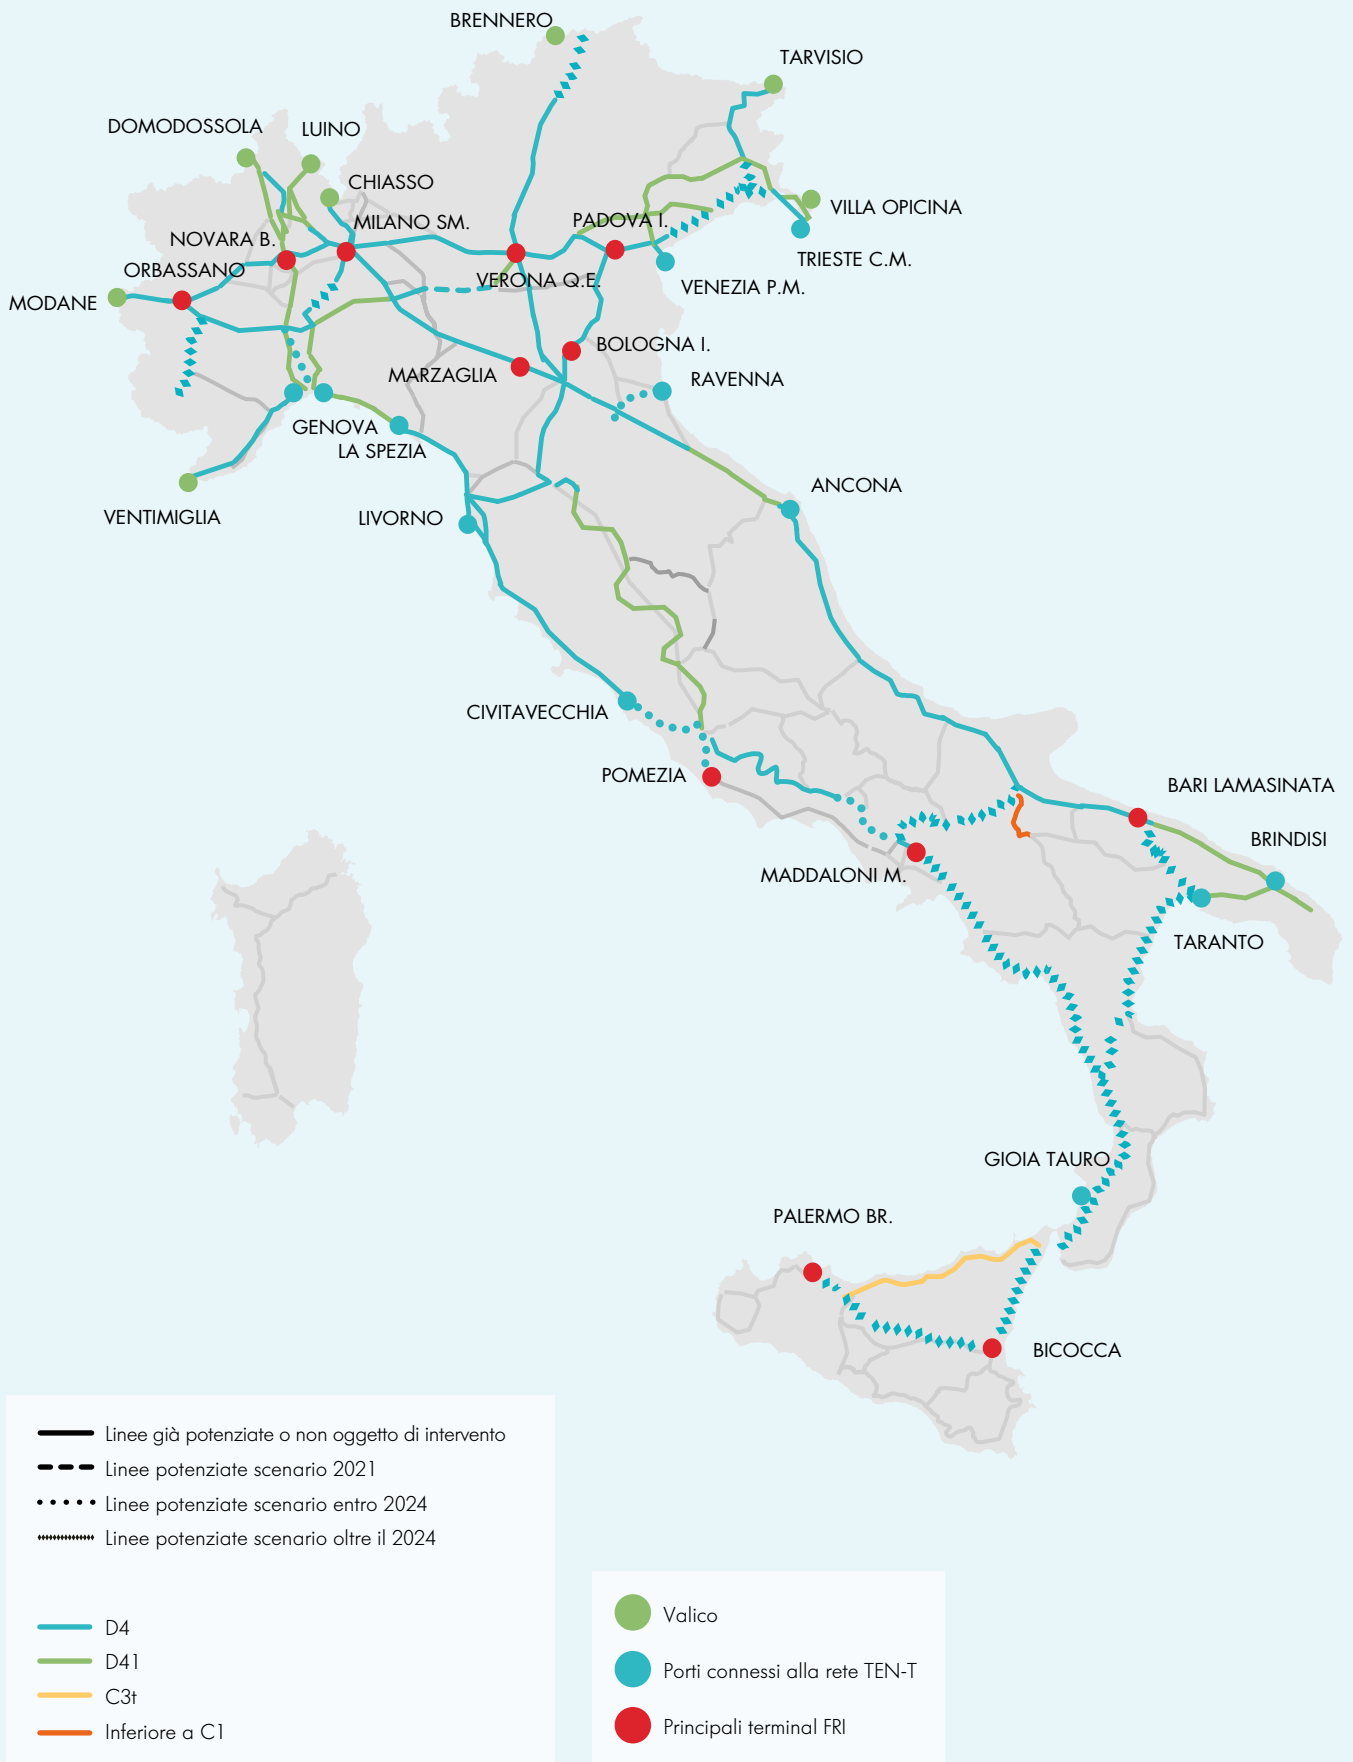 BRENNERO
TARVISIO
DOMODOSSOLA
LUINO
CHIASSO
MILANO SM.
PADOVA I.
VILLA OPICINA
NOVARA B.
ORBASSANO
TRIESTE C.M.
VERONA Q.E.
VENEZIA P.M.
MODANE
BOLOGNA I.
MARZAGLIA
RAVENNA
GENOVA
LA SPEZIA
ANCONA
VENTIMIGLIA
LIVORNO
CIVITAVECCHIA
POMEZIA
BARI LAMASINATA
BRINDISI
MADDALONI M.
TARANTO
GIOIA TAURO
PALERMO BR.
BICOCCA
Linee già potenziate o non oggetto di intervento
Linee potenziate scenario 2021
Linee potenziate scenario entro 2024
Linee potenziate scenario oltre il 2024
D4
D41
C3t
Inferiore a C1
Valico
Porti connessi alla rete TEN-T
Principali terminal FRI